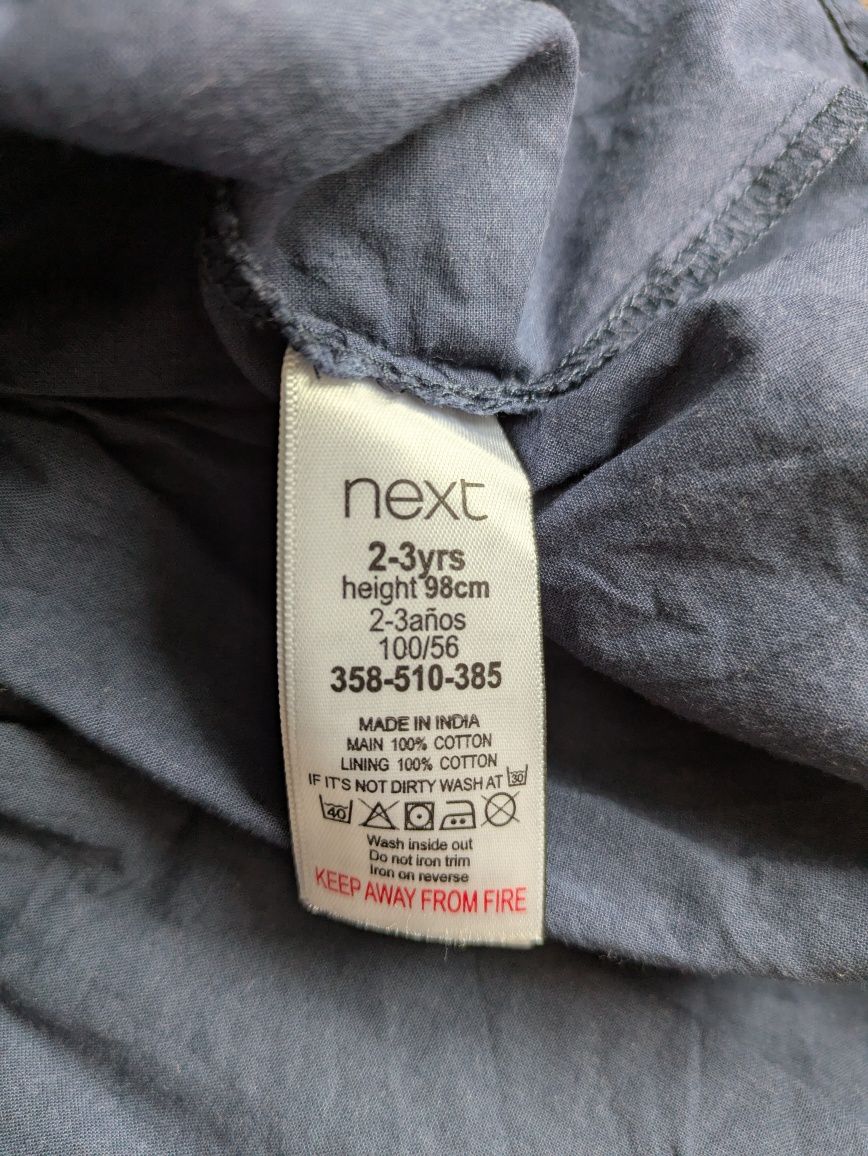 next
2-3yrs
height 98cm
2-3años
100/56
358-510-385
MADE IN INDIA
MAIN 100% COTTON
LINING 100% COTTON
IF IT'S NOT DIRTY WASH AT 30
40
Wash inside out
Do not iron trim
Iron on reverse
KEEP AWAY FROM FIRE